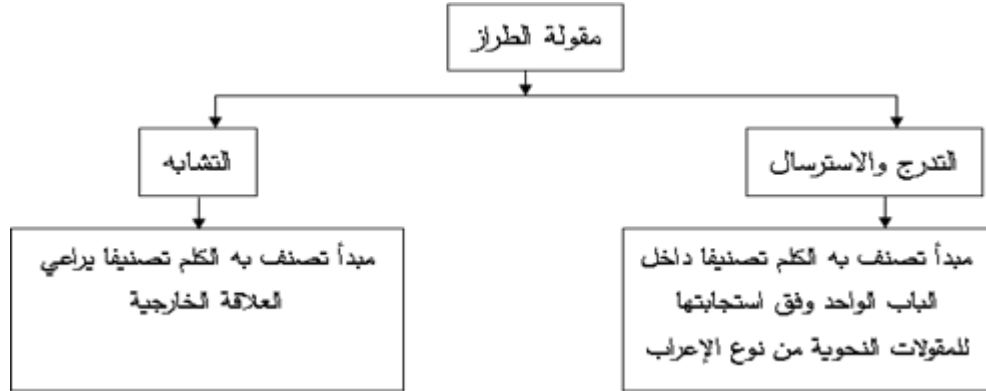 مقولة الطراز
التدرج والاسترسال
التشابه
مبدأ تصنف به الكلم تصنيفا داخل
الباب الواحد وفق استجابتها
للمقولات النحوية من نوع الإعراب
مبدأ تصنف به الكلم تصنيفا يراعي
العلاقة الخارجية